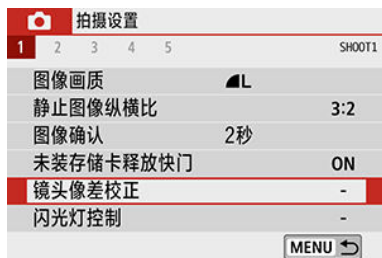 拍摄设置
1 2 3 4 5 SHOOT1
图像画质 L
静止图像纵横比 3:2
图像确认 2秒
未装存储卡释放快门 ON
镜头像差校正 -
闪光灯控制 -
MENU